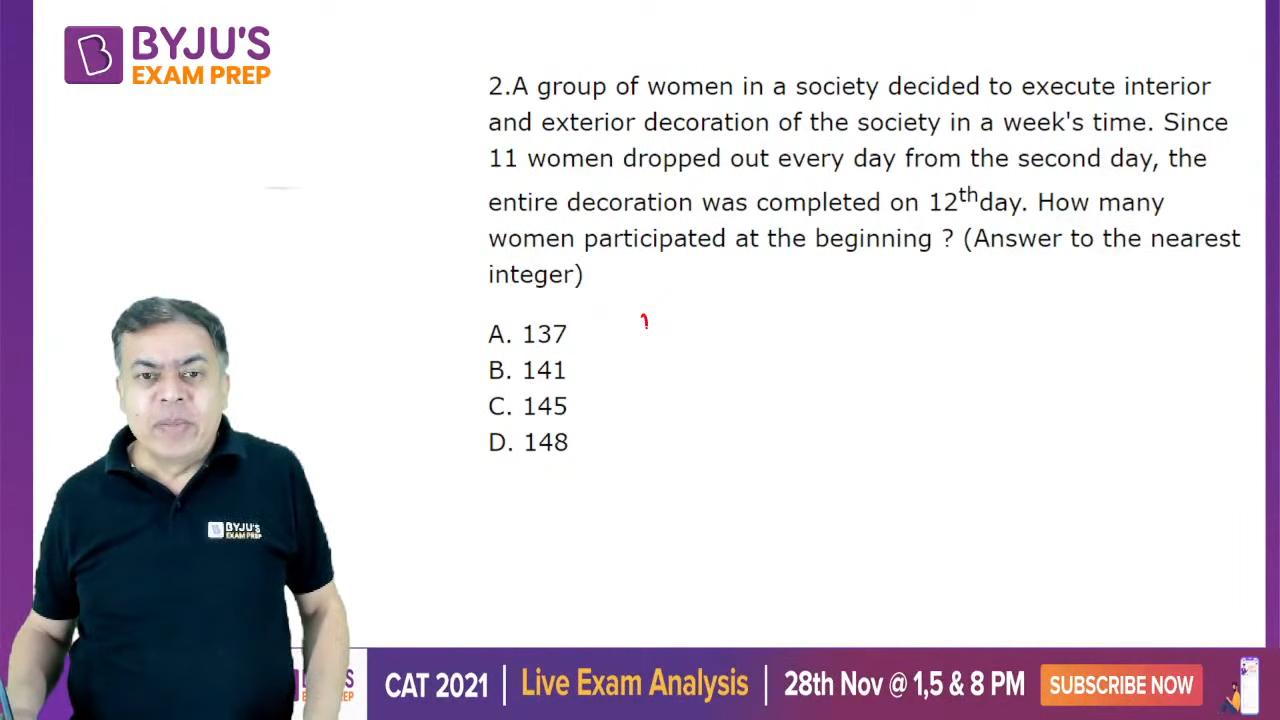 BYJU'S
EXAM PREP
2.A group of women in a society decided to execute interior
and exterior decoration of the society in a week's time. Since
11 women dropped out every day from the second day, the
entire decoration was completed on 12thday. How many
women participated at the beginning ? (Answer to the nearest
integer)
A. 137
B. 141
C. 145
D. 148
BYJU'S
EXAM PREP
CAT 2021
Live Exam Analysis
28th Nov @ 1,5 & 8 PM
SUBSCRIBE NOW